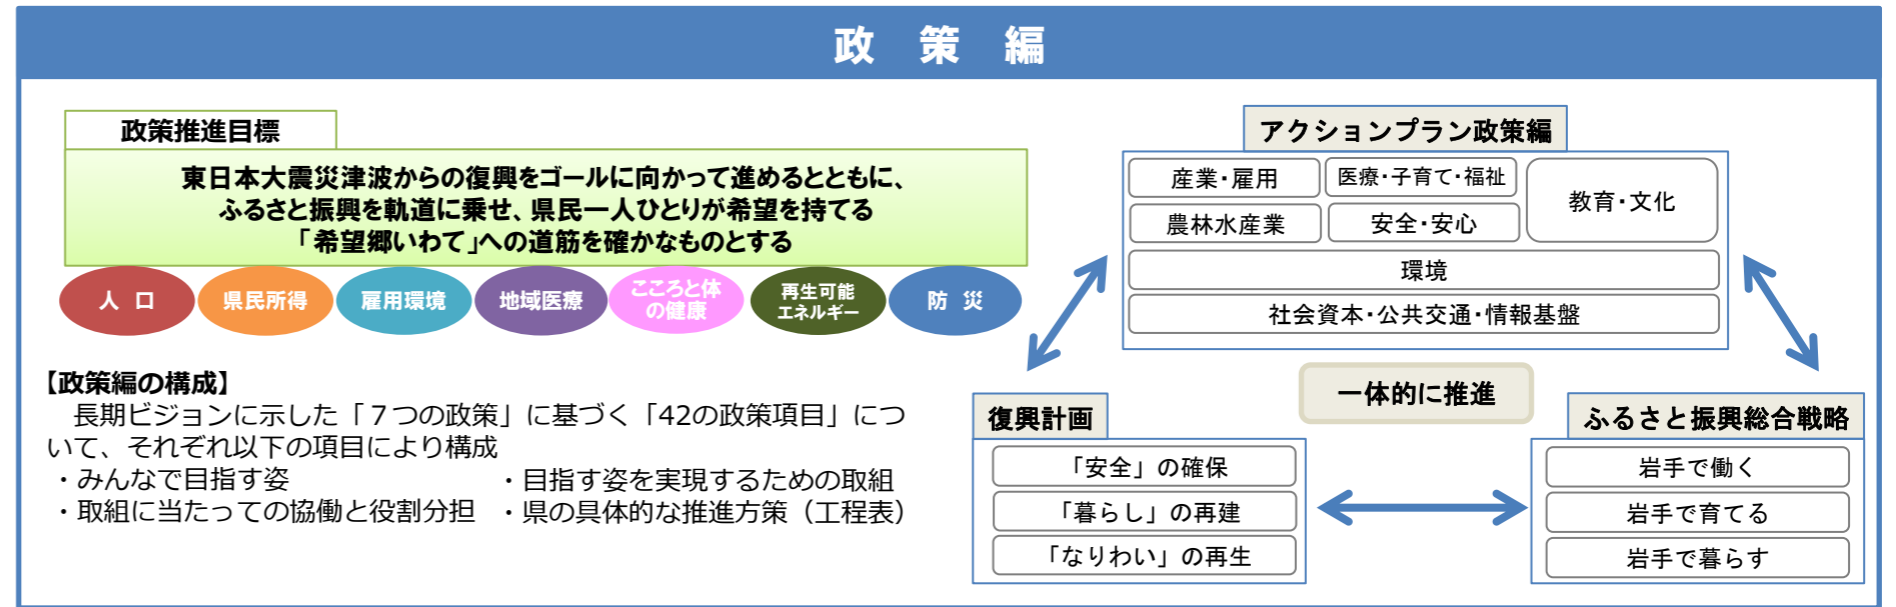 政 策 編
政策推進目標
東日本大震災津波からの復興をゴールに向かって進めるとともに、
ふるさと振興を軌道に乗せ、県民一人ひとりが希望を持てる
「希望郷いわて」への道筋を確かなものとする
人 口
県民所得
雇用環境
地域医療
こころと体
の健康
再生可能
エネルギー
防 災
【政策編の構成】
長期ビジョンに示した「７つの政策」に基づく「42の政策項目」につ
いて、それぞれ以下の項目により構成
・みんなで目指す姿
・目指す姿を実現するための取組
・取組に当たっての協働と役割分担
・県の具体的な推進方策（工程表）
アクションプラン政策編
産業・雇用
医療・子育て・福祉
教育・文化
農林水産業
安全・安心
環境
社会資本・公共交通・情報基盤
一体的に推進
復興計画
「安全」の確保
「暮らし」の再建
「なりわい」の再生
ふるさと振興総合戦略
岩手で働く
岩手で育てる
岩手で暮らす